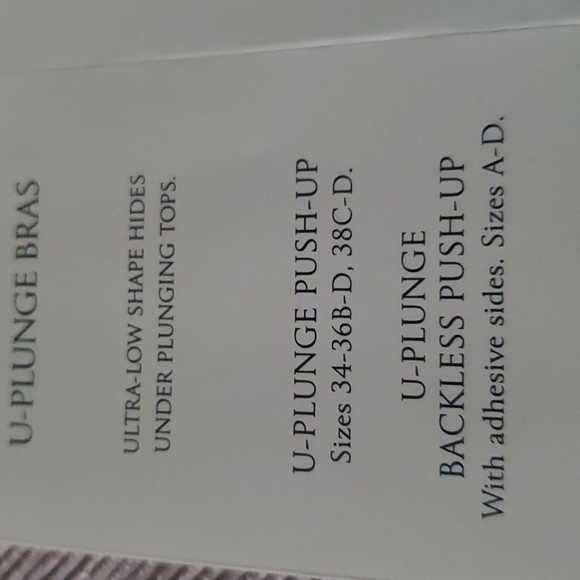 U-PLUNGE BRAS
ULTRA-LOW SHAPE HIDES
UNDER PLUNGING TOPS.
U-PLUNGE PUSH-UP
Sizes 34-36B-D, 38C-D.
U-PLUNGE
BACKLESS PUSH-UP
With adhesive sides. Sizes A-D.